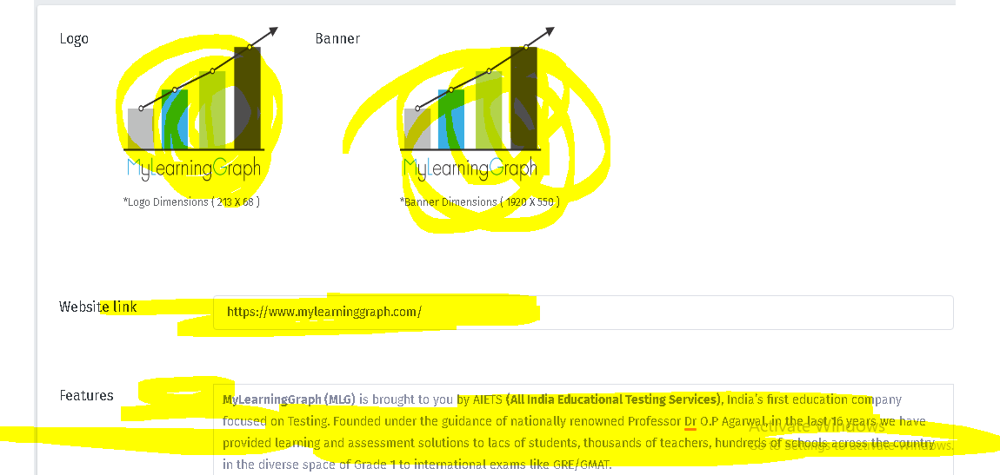 Logo
Banner
MyLearningGraph
MyLearningGraph
*Logo Dimensions ( 213 X 68 )
*Banner Dimensions ( 1920 X 550 )
Website link
https://www.mylearninggraph.com/
Features
MyLearningGraph (MLG) is brought to you by AIETS (All India Educational Testing Services), India's first education company
focused on Testing. Founded under the guidance of nationally renowned Professor Dr O.P Agarwal, in the last 16 years we have
provided learning and assessment solutions to lacs of students, thousands of teachers, hundreds of schools across the country
in the diverse space of Grade 1 to international exams like GRE/GMAT.
Activate Windows
Go to Settings to activate Windows.